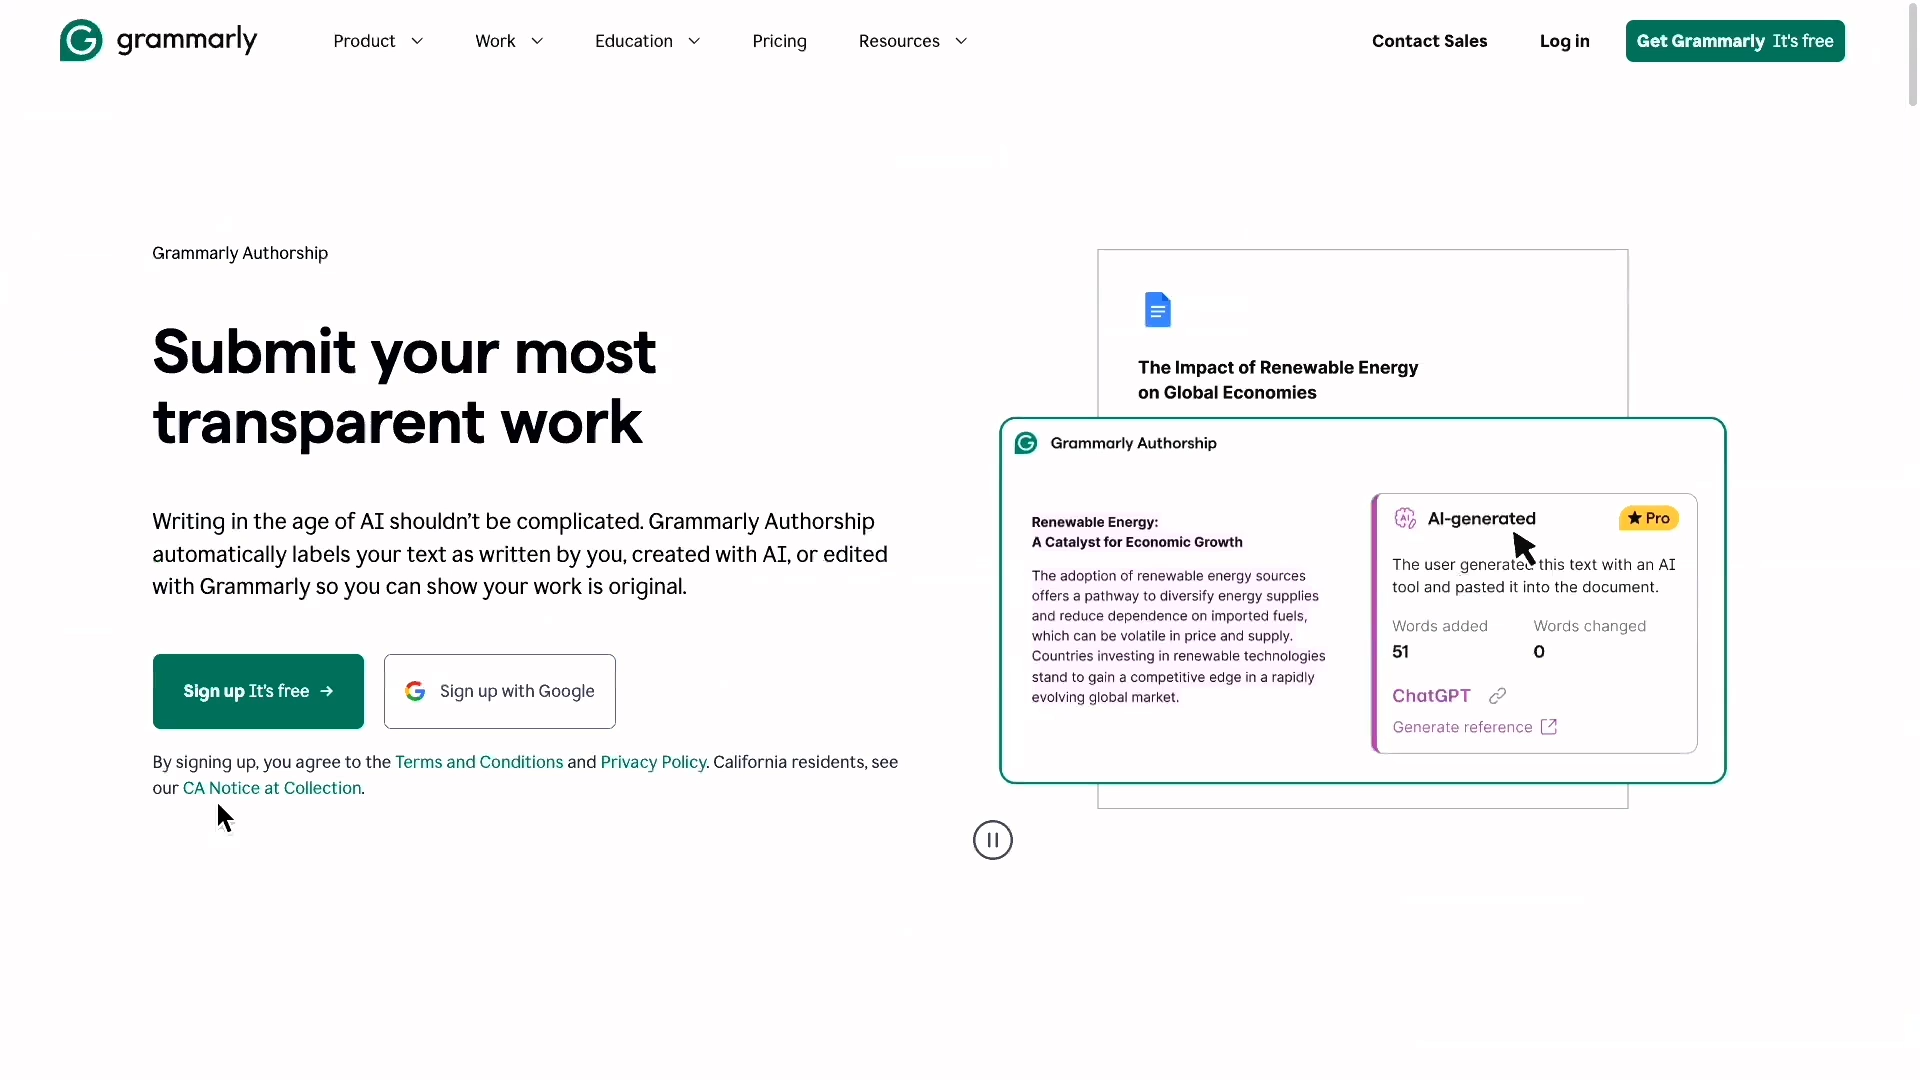 grammarly
Product
Work
Education
Pricing
Resources
Contact Sales
Log in
Get Grammarly It's free
Grammarly Authorship
Submit your most
transparent work
Writing in the age of AI shouldn’t be complicated. Grammarly Authorship
automatically labels your text as written by you, created with AI, or edited
with Grammarly so you can show your work is original.
Sign up It's free →
Sign up with Google
By signing up, you agree to the Terms and Conditions and Privacy Policy. California residents, see
our CA Notice at Collection.
The Impact of Renewable Energy
on Global Economies
Grammarly Authorship
Renewable Energy:
A Catalyst for Economic Growth
The adoption of renewable energy sources
offers a pathway to diversify energy supplies
and reduce dependence on imported fuels,
which can be volatile in price and supply.
Countries investing in renewable technologies
stand to gain a competitive edge in a rapidly
evolving global market.
AI-generated
Pro
The user generated this text with an AI
tool and pasted it into the document.
Words added
Words changed
51
0
ChatGPT
Generate reference